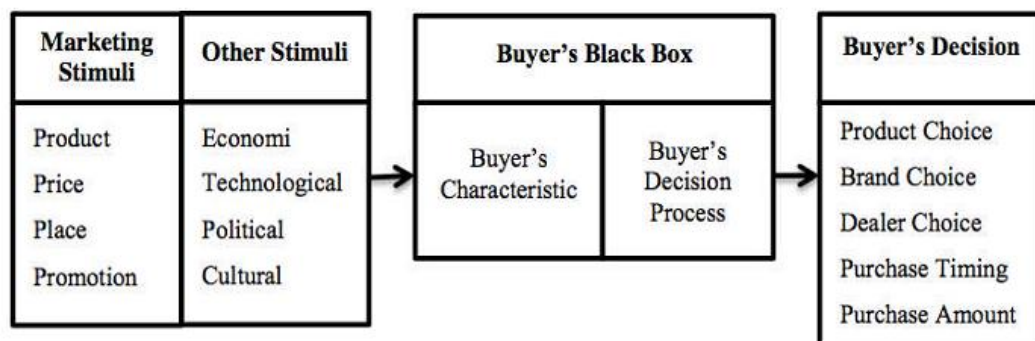 Marketing
Stimuli
Other Stimuli
Product
Price
Place
Promotion
Economi
Technological
Political
Cultural
Buyer's Black Box
Buyer's
Characteristic
Buyer's
Decision
Process
Buyer's Decision
Product Choice
Brand Choice
Dealer Choice
Purchase Timing
Purchase Amount